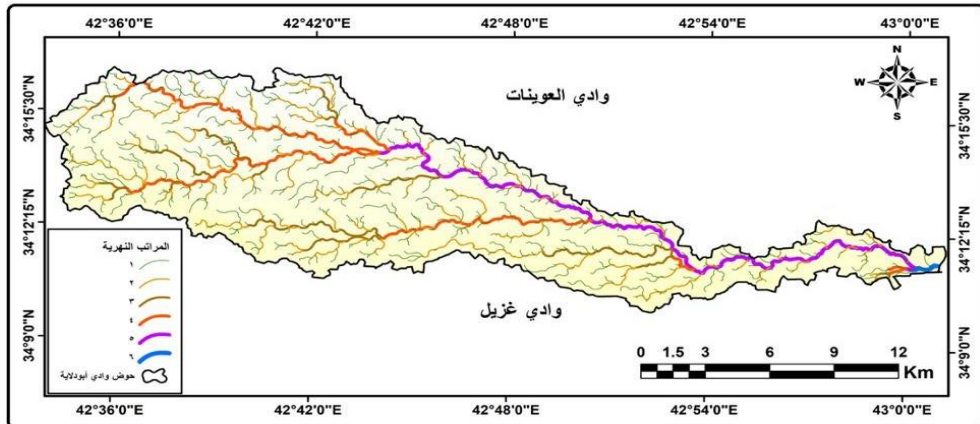 42°36'0"E 42°42'0"E 42°48'0"E 42°54'0"E 43°0'0"E
N
W E
S
وادي العوينات
34°15'30"N
34°15'30"N
34°12'15"N
34°12'15"N
34°9'0"N
34°9'0"N
المراتب النهرية
١
٢
٣
٤
٥
٦
حوض وادي أبودلاية
وادي غزيل
0 1.5 3 6 9 12
Km
42°36'0"E 42°42'0"E 42°48'0"E 42°54'0"E 43°0'0"E